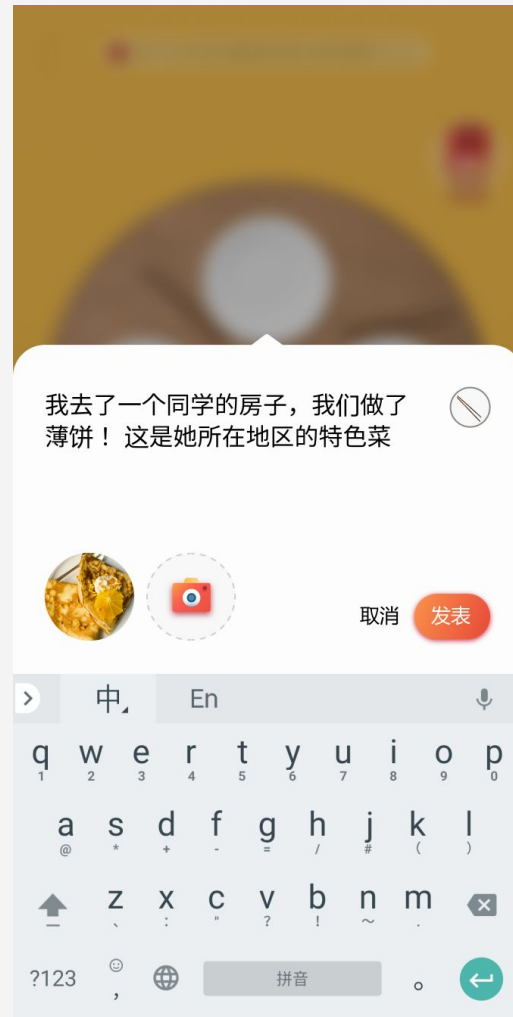 我去了一个同学的房子，我们做了
薄饼！ 这是她所在地区的特色菜
取消 发表
中 En
q w e r t y u i o p
1 2 3 4 5 6 7 8 9 0
a s d f g h j k l
@ * + - = / # ( )
z x c v b n m
、 : " ? ! ～ .
?123 , 拼音 。